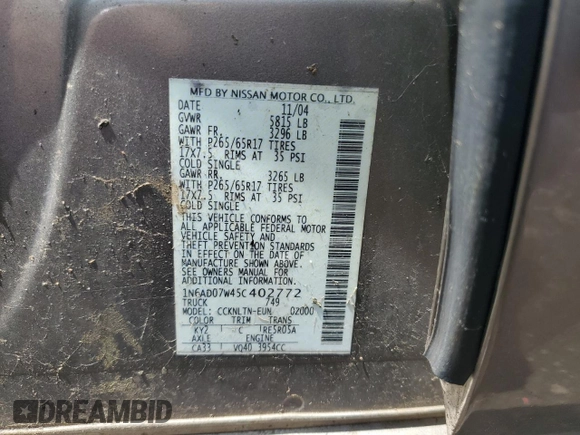 MFD BY NISSAN MOTOR CO., LTD.
DATE 11/04
GVWR 5815 LB
GAWR FR. 3296 LB
WITH P265/65R17 TIRES
17X7.5 RIMS AT 35 PSI
COLD SINGLE
GAWR RR. 3265 LB
WITH P265/65R17 TIRES
17X7.5 RIMS AT 35 PSI
COLD SINGLE
THIS VEHICLE CONFORMS TO
ALL APPLICABLE FEDERAL MOTOR
VEHICLE SAFETY AND
THEFT PREVENTION STANDARDS
IN EFFECT ON THE DATE OF
MANUFACTURE SHOWN ABOVE.
SEE OWNERS MANUAL FOR
ADDITIONAL INFORMATION
1N6AD07W45C402772
TRUCK 749
MODEL: CCKNLTN-EUN 02000
COLOR TRIM TRANS
KY2 C RE5R05A
AXLE ENGINE
CA33 VQ40 3954CC
DREAMBID